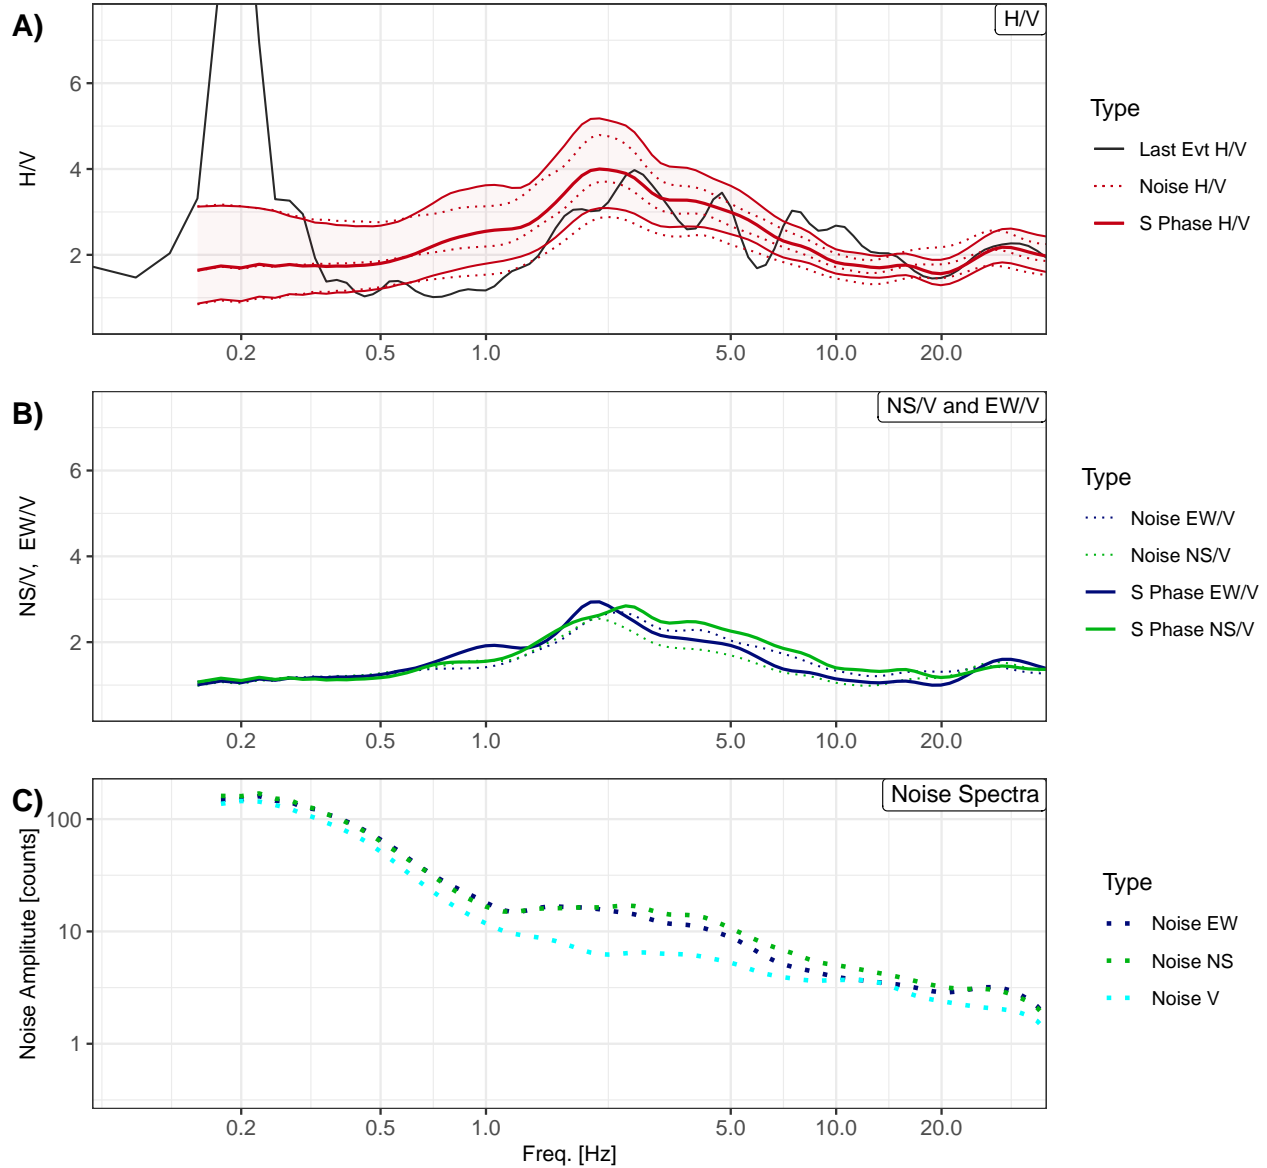 A)
H/V
6
4
2
H/V
0.2 0.5 1.0 5.0 10.0 20.0
Type
Last Evt H/V
Noise H/V
S Phase H/V
B)
NS/V and EW/V
6
4
2
NS/V, EW/V
0.2 0.5 1.0 5.0 10.0 20.0
Type
Noise EW/V
Noise NS/V
S Phase EW/V
S Phase NS/V
C)
Noise Spectra
100
10
1
Noise Amplitute [counts]
0.2 0.5 1.0 5.0 10.0 20.0
Freq. [Hz]
Type
Noise EW
Noise NS
Noise V